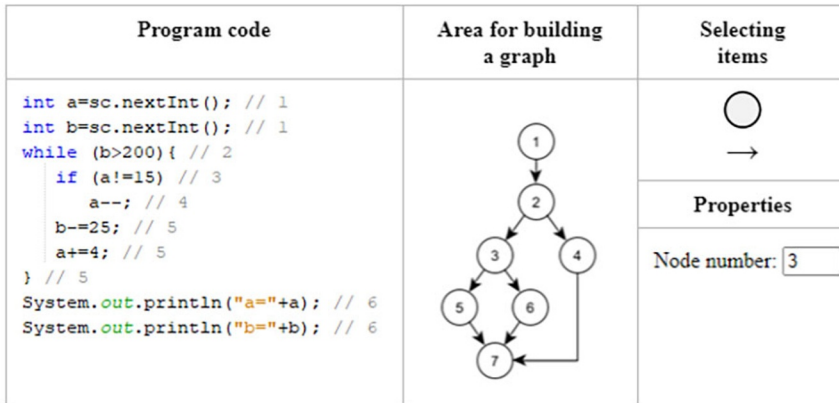 Program code
Area for building
a graph
Selecting
items
int a=sc.nextInt(); // 1
int b=sc.nextInt(); // 1
while (b>200){ // 2
if (a!=15) // 3
a--; // 4
b-=25; // 5
a+=4; // 5
} // 5
System.out.println("a="+a); // 6
System.out.println("b="+b); // 6
1
2
3
4
5
6
7
→
Properties
Node number: 3